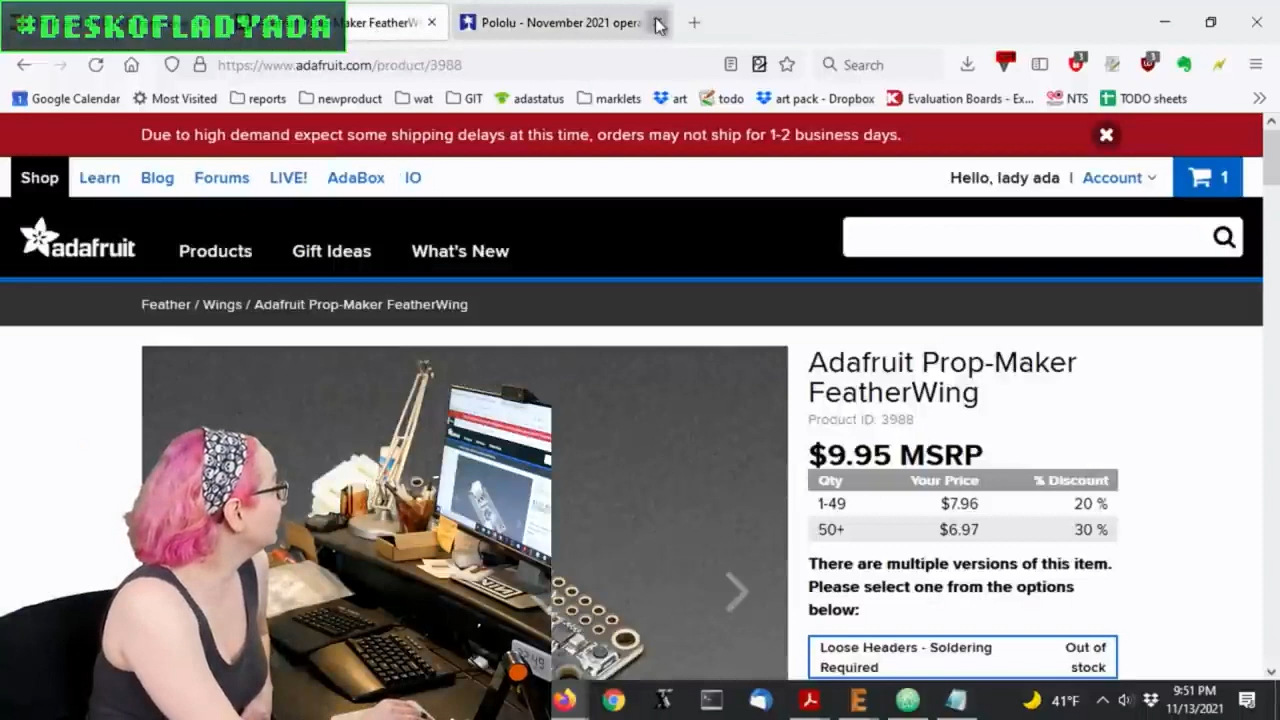 #DESKOFLADYADA
Maker FeatherW
Pololu - November 2021 opera
https://www.adafruit.com/product/3988
Search
Google Calendar
Most Visited
reports
newproduct
wat
GIT
adastatus
marklets
art
todo
art pack - Dropbox
Evaluation Boards - Ex...
NTS
TODO sheets
Due to high demand expect some shipping delays at this time, orders may not ship for 1-2 business days.
Shop Learn Blog Forums LIVE! AdaBox IO
Hello, lady ada | Account
1
adafruit
Products Gift Ideas What's New
Feather / Wings / Adafruit Prop-Maker FeatherWing
Adafruit Prop-Maker
FeatherWing
Product ID: 3988
$9.95 MSRP
Qty Your Price % Discount
1-49 $7.96 20 %
50+ $6.97 30 %
There are multiple versions of this item.
Please select one from the options
below:
Loose Headers - Soldering
Required
Out of
stock
41°F
9:51 PM
11/13/2021